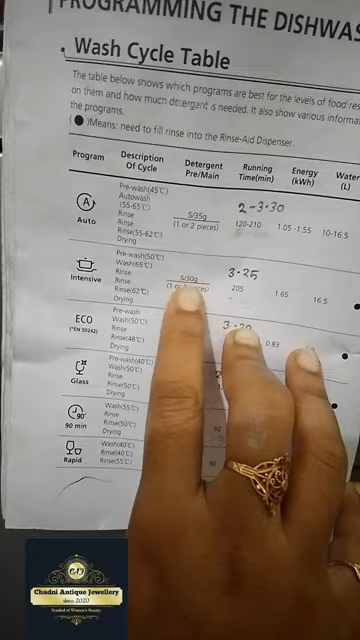 PROGRAMMING THE DISHWAS
Wash Cycle Table
The table below shows which programs are best for the levels of food res
on them and how much detergent is needed. It also show various informat
the programs.
(●)Means: need to fill rinse into the Rinse-Aid Dispenser.
Program Description Of Cycle Detergent Pre/Main Running Time(min) Energy (kWh) Water (L)
Pre-wash(45°C)
Autowash
(55-65°C)
Rinse
Rinse
Rinse(55-62°C)
Drying
A
Auto
5/35g
(1 or 2 pieces)
2-3.30
120-210
1.05 -1.55
10-16.5
Pre-wash(50°C)
Wash(65°C)
Rinse
Rinse
Rinse(62°C)
Drying
Intensive
5/30g
3.25
205
1.65
16.5
Pre-wash
Wash(50°C)
Rinse
Rinse(48°C)
Drying
ECO
(*EN 50242)
0.83
Pre-wash(40°C)
Wash(50°C)
Rinse
Rinse(50°C)
Drying
Glass
Wash(55°C)
Rinse
Rinse(50°C)
Drying
90'
90 min
90
Wash(40°C)
Rinse(40°C)
Rinse(55°C)
Rapid
Chadni Antique Jewellery
since 2020
Symbol of Women's Beauty